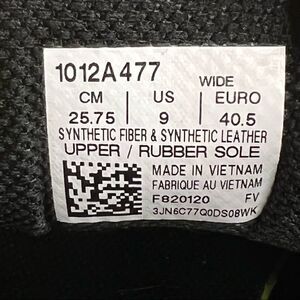 1012A477 WIDE
CM US EURO
25.75 9 40.5
SYNTHETIC FIBER & SYNTHETIC LEATHER
UPPER / RUBBER SOLE
MADE IN VIETNAM
FABRIQUE AU VIETNAM
F820120 FV
3JN6C77Q0DS08WK